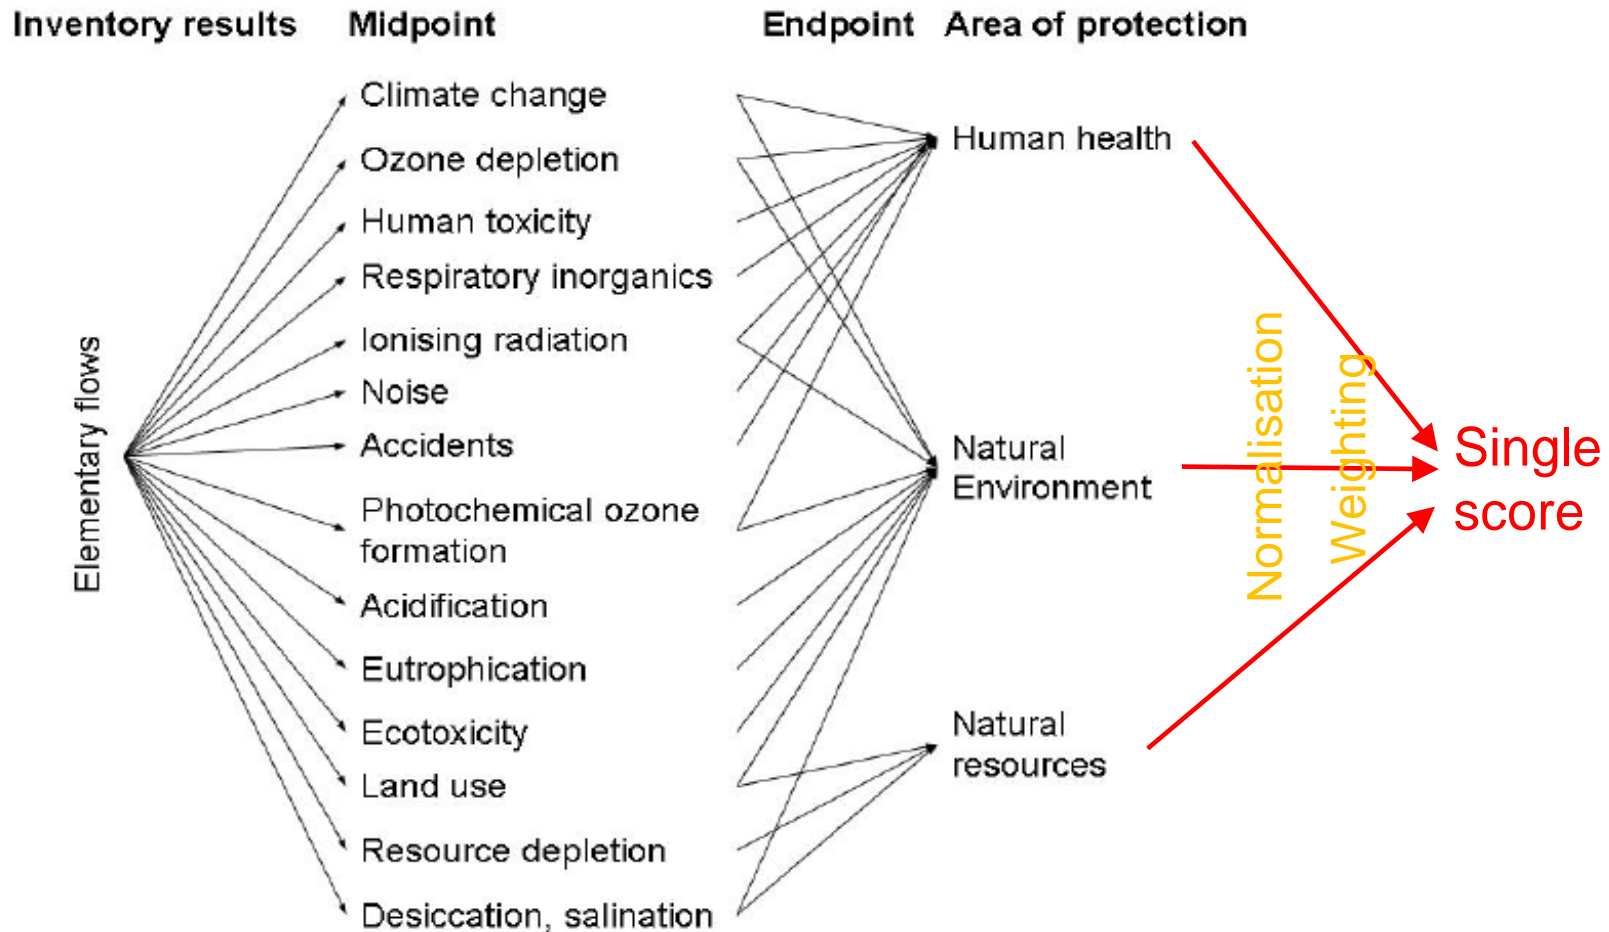 Inventory results Midpoint Endpoint Area of protection
Climate change
Ozone depletion
Human toxicity
Respiratory inorganics
Ionising radiation
Noise
Accidents
Photochemical ozone
formation
Acidification
Eutrophication
Ecotoxicity
Land use
Resource depletion
Desiccation, salination
Elementary flows
Human health
Natural
Environment
Natural
resources
Normalisation
Weighting
Single
score